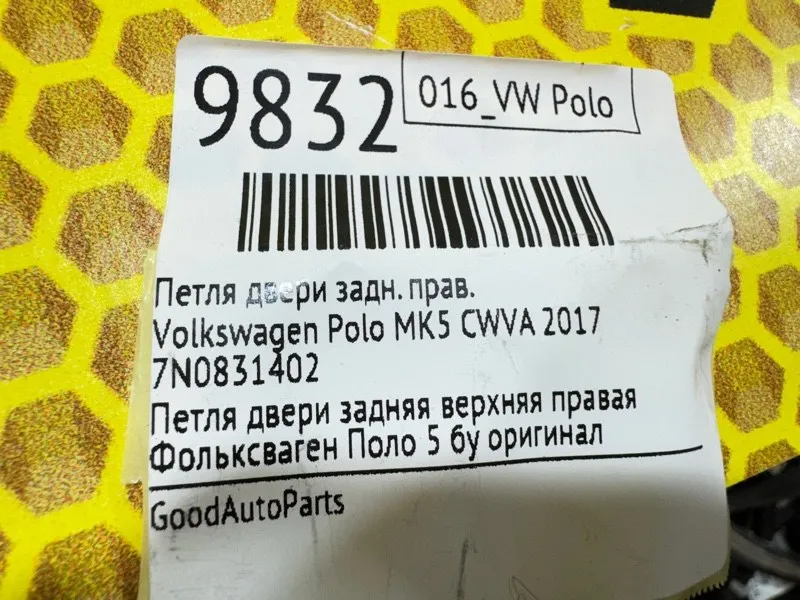 9832
016_VW Polo
Петля двери задн. прав.
Volkswagen Polo MK5 CWVA 2017
7N0831402
Петля двери задняя верхняя правая
Фольксваген Поло 5 бу оригинал
GoodAutoParts